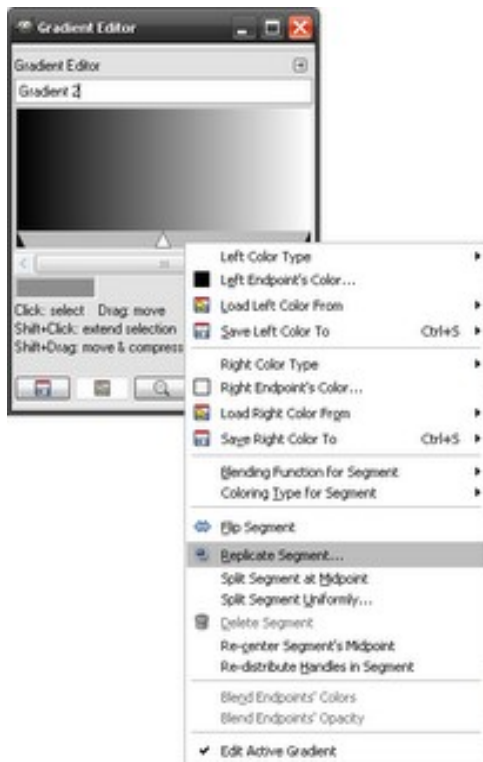 Gradient Editor
Gradient Editor
Gradient 2
Click: select    Drag: move
Shift+Click: extend selection
Shift+Drag: move & compress
Left Color Type
Left Endpoint's Color...
Load Left Color From
Save Left Color To    Ctrl+S
Right Color Type
Right Endpoint's Color...
Load Right Color From
Save Right Color To    Ctrl+S
Blending Function for Segment
Coloring Type for Segment
Flip Segment
Replicate Segment...
Split Segment at Midpoint
Split Segment Uniformly...
Delete Segment
Re-center Segment's Midpoint
Re-distribute Handles in Segment
Blend Endpoints' Colors
Blend Endpoints' Opacity
Edit Active Gradient